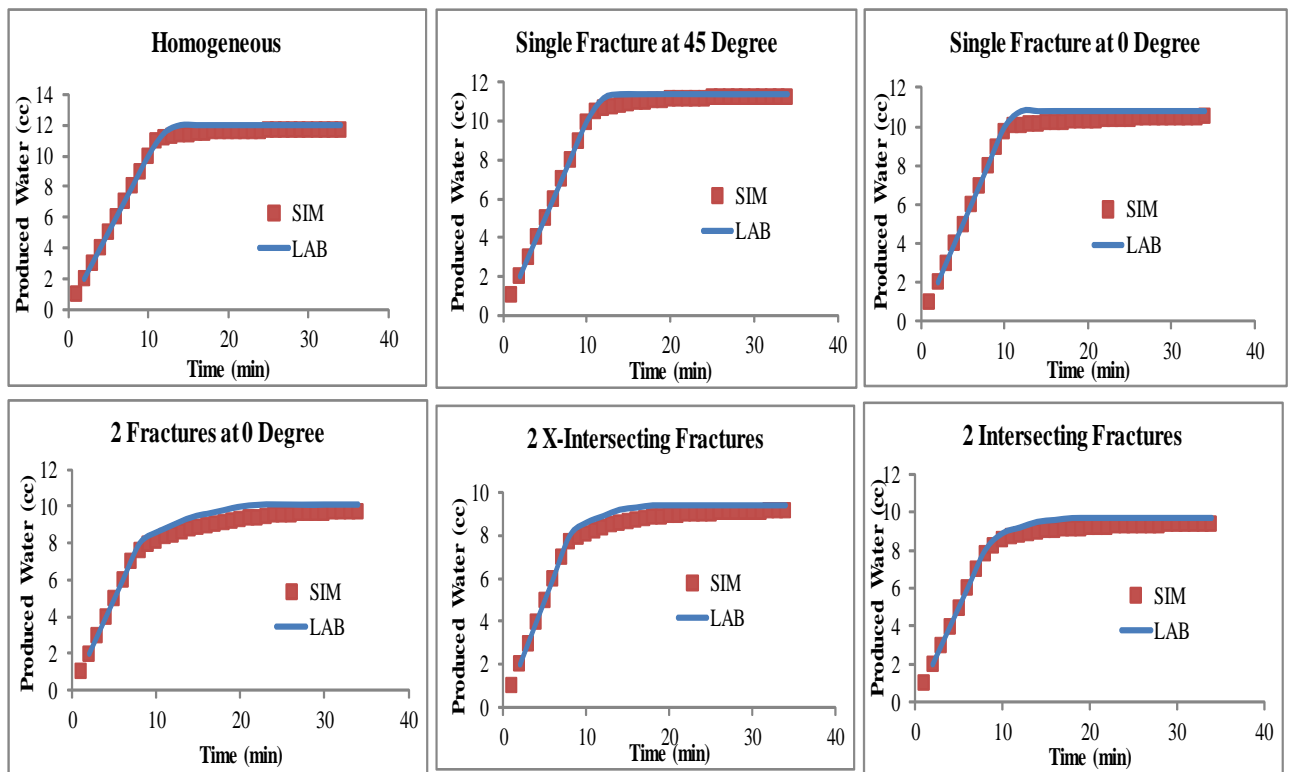 Homogeneous
Produced Water (cc)
14
12
10
8
6
4
2
0
SIM
LAB
0 10 20 30 40
Time (min)
Single Fracture at 45 Degree
Produced Water (cc)
12
10
8
6
4
2
0
SIM
LAB
0 10 20 30 40
Time (min)
Single Fracture at 0 Degree
Produced Water (cc)
12
10
8
6
4
2
0
SIM
LAB
0 10 20 30 40
Time (min)
2 Fractures at 0 Degree
Produced Water (cc)
12
10
8
6
4
2
0
SIM
LAB
0 10 20 30 40
Time (min)
2 X-Intersecting Fractures
Produced Water (cc)
10
8
6
4
2
0
SIM
LAB
0 10 20 30 40
Time (min)
2 Intersecting Fractures
Produced Water (cc)
12
10
8
6
4
2
0
SIM
LAB
0 10 20 30 40
Time (min)